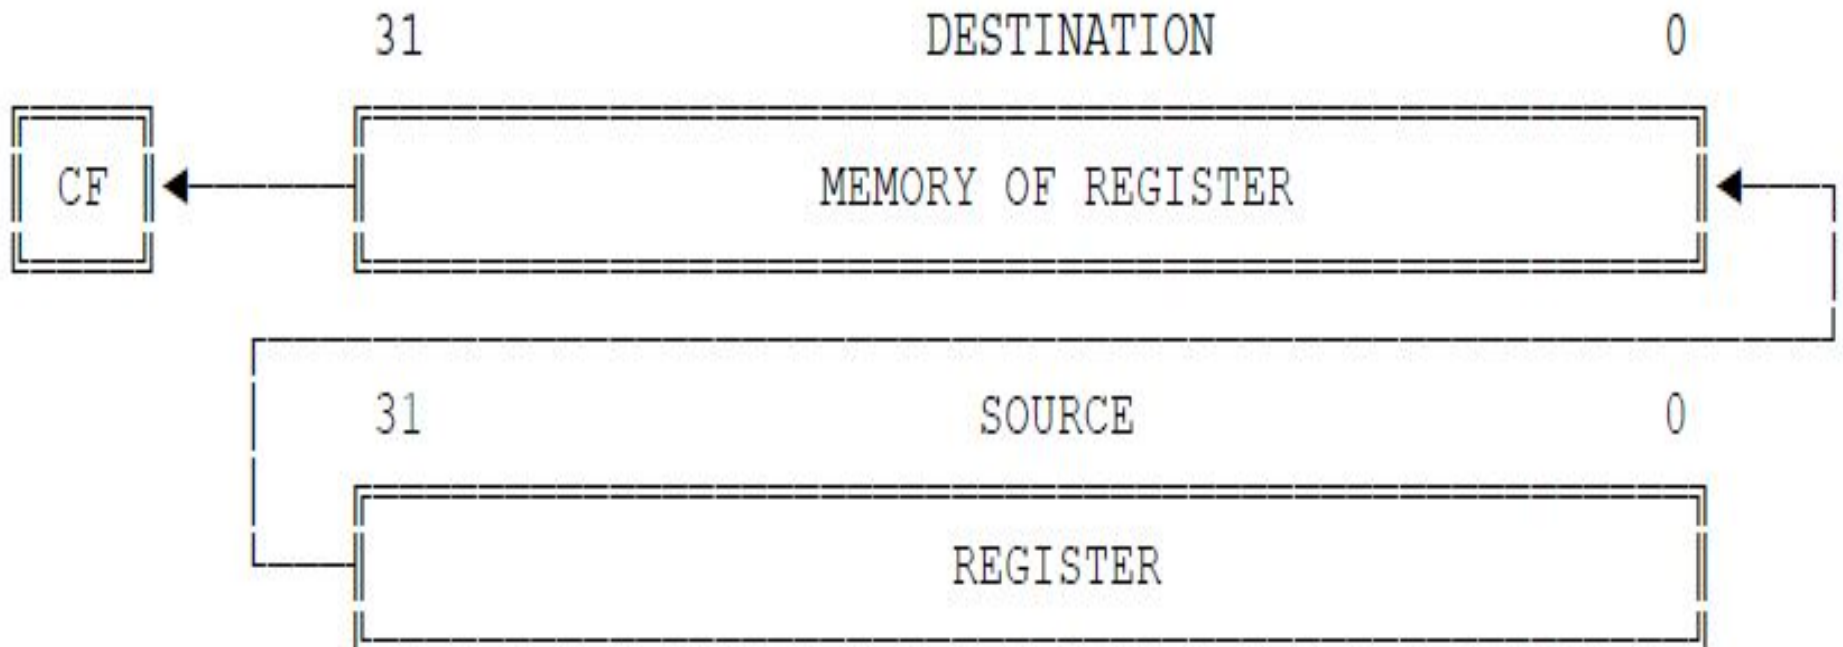 31 DESTINATION 0
CF MEMORY OF REGISTER
31 SOURCE 0
REGISTER